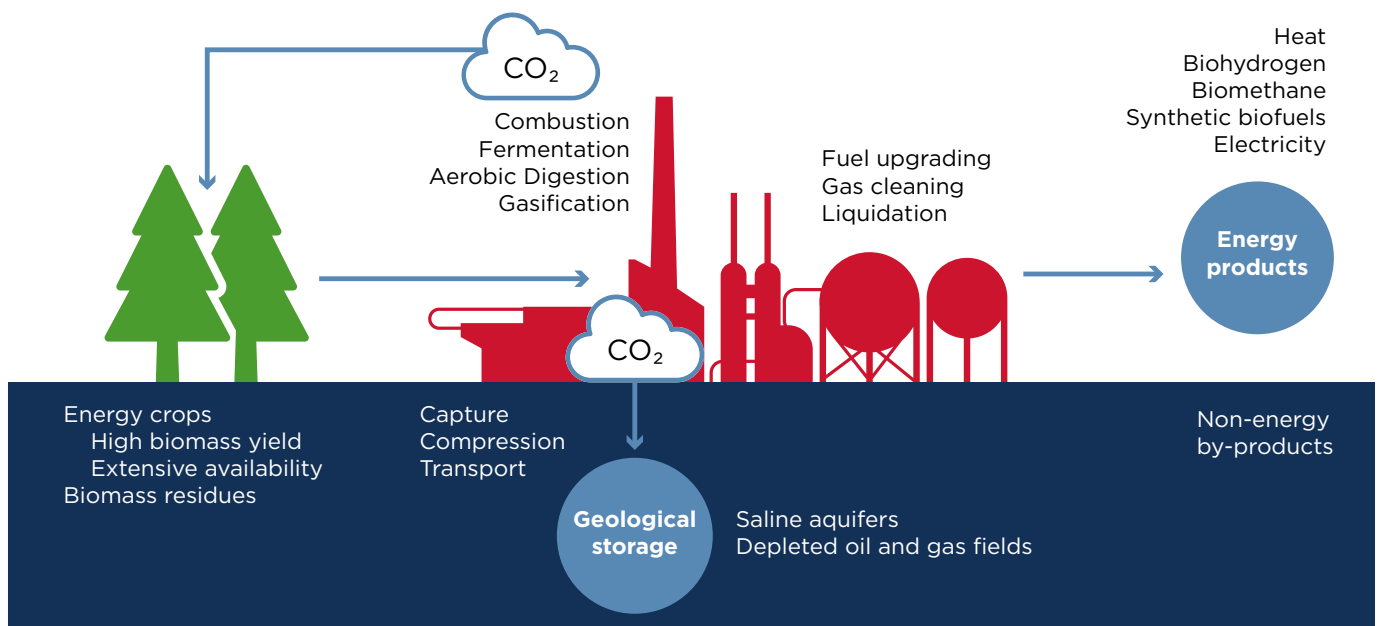 CO₂
Combustion
Fermentation
Aerobic Digestion
Gasification
Fuel upgrading
Gas cleaning
Liquidation
Heat
Biohydrogen
Biomethane
Synthetic biofuels
Electricity
Energy
products
CO₂
Energy crops
High biomass yield
Extensive availability
Biomass residues
Capture
Compression
Transport
Geological
storage
Saline aquifers
Depleted oil and gas fields
Non-energy
by-products